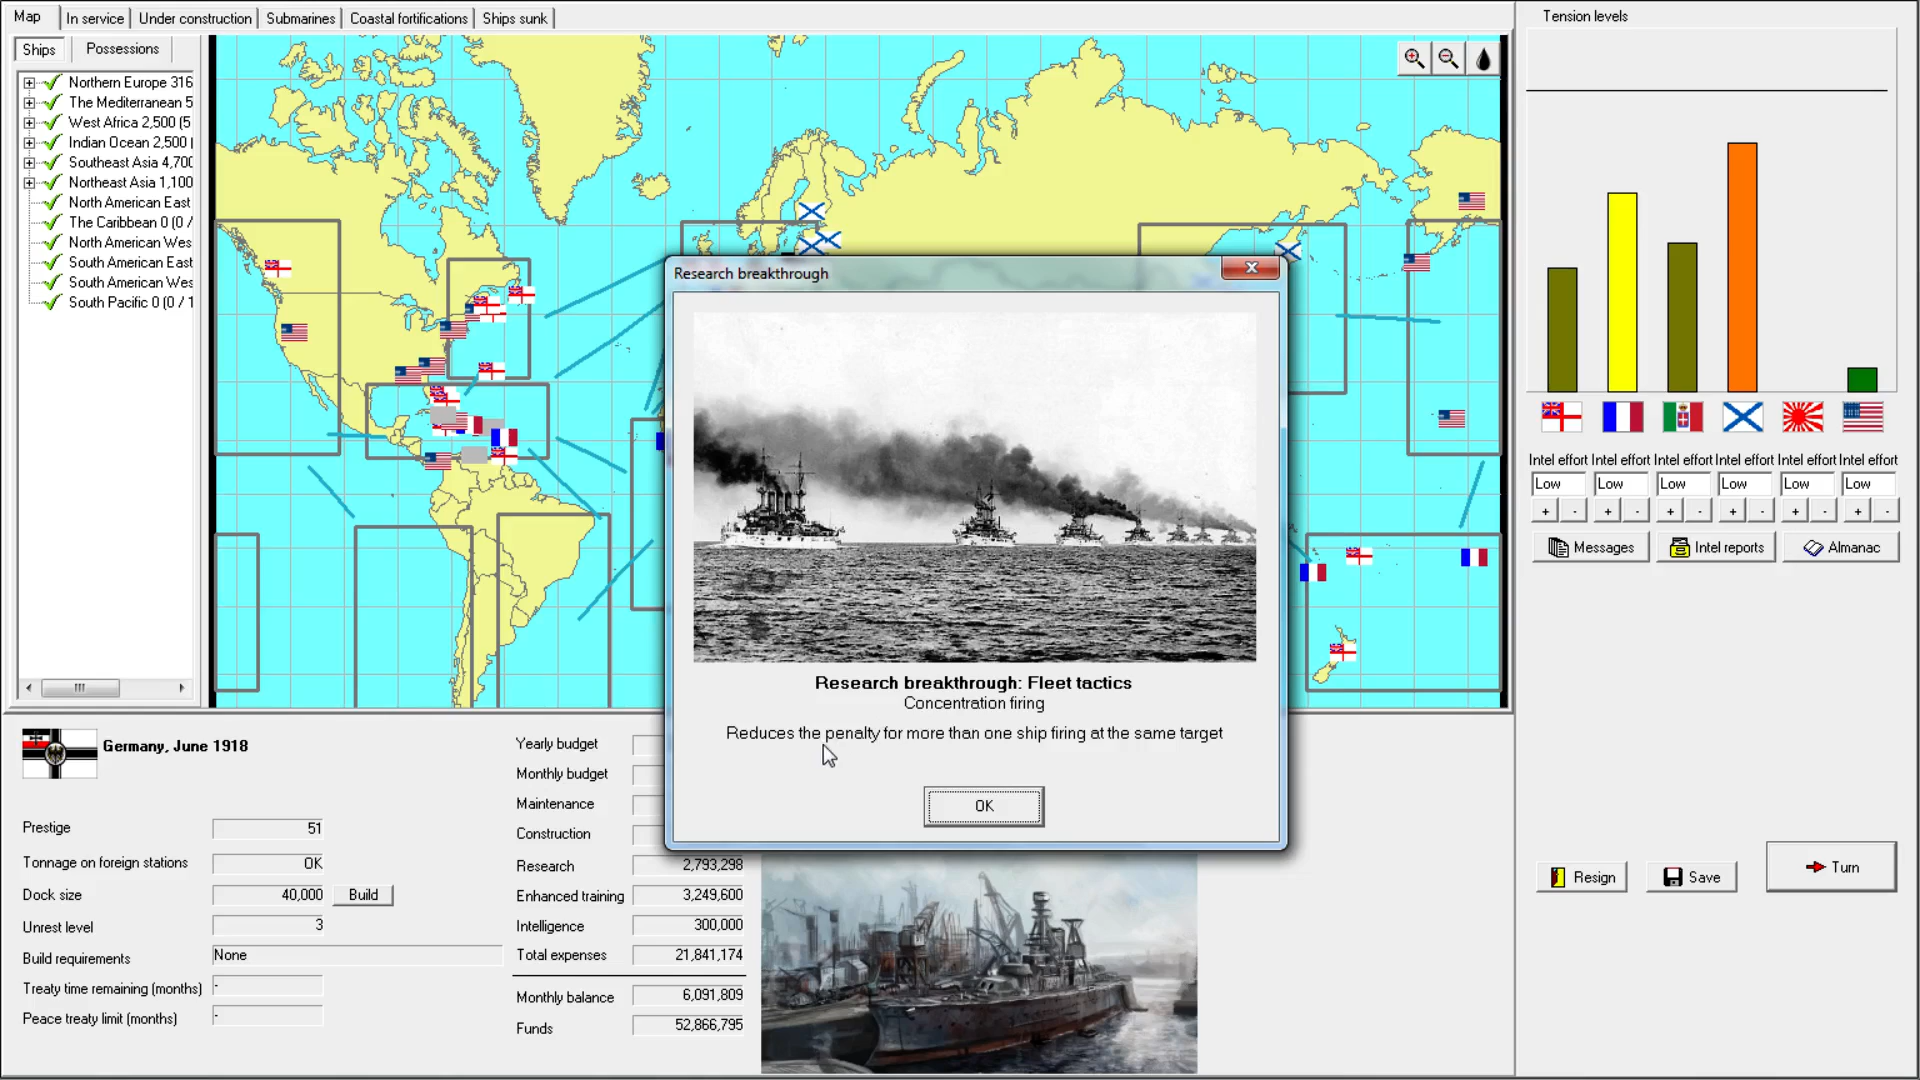 Map
In service
Under construction
Submarines
Coastal fortifications
Ships sunk
Ships
Possessions
Northern Europe 316
The Mediterranean 5
West Africa 2,500 (5
Indian Ocean 2,500 (
Southeast Asia 4,700
Northeast Asia 1,100
North American East
The Caribbean 0 (0 /
North American Wes
South American East
South American Wes
South Pacific 0 (0 / 1
Research breakthrough
Research breakthrough: Fleet tactics
Concentration firing
Reduces the penalty for more than one ship firing at the same target
OK
Tension levels
Intel effort Intel effort Intel effort Intel effort Intel effort Intel effort
Low Low Low Low Low Low
+ - + - + - + - + - + -
Messages
Intel reports
Almanac
Resign
Save
Turn
Germany, June 1918
Prestige 51
Tonnage on foreign stations OK
Dock size 40,000 Build
Unrest level 3
Build requirements None
Treaty time remaining (months) -
Peace treaty limit (months) -
Yearly budget
Monthly budget
Maintenance
Construction
Research 2,793,298
Enhanced training 3,249,600
Intelligence 300,000
Total expenses 21,841,174
Monthly balance 6,091,809
Funds 52,866,795